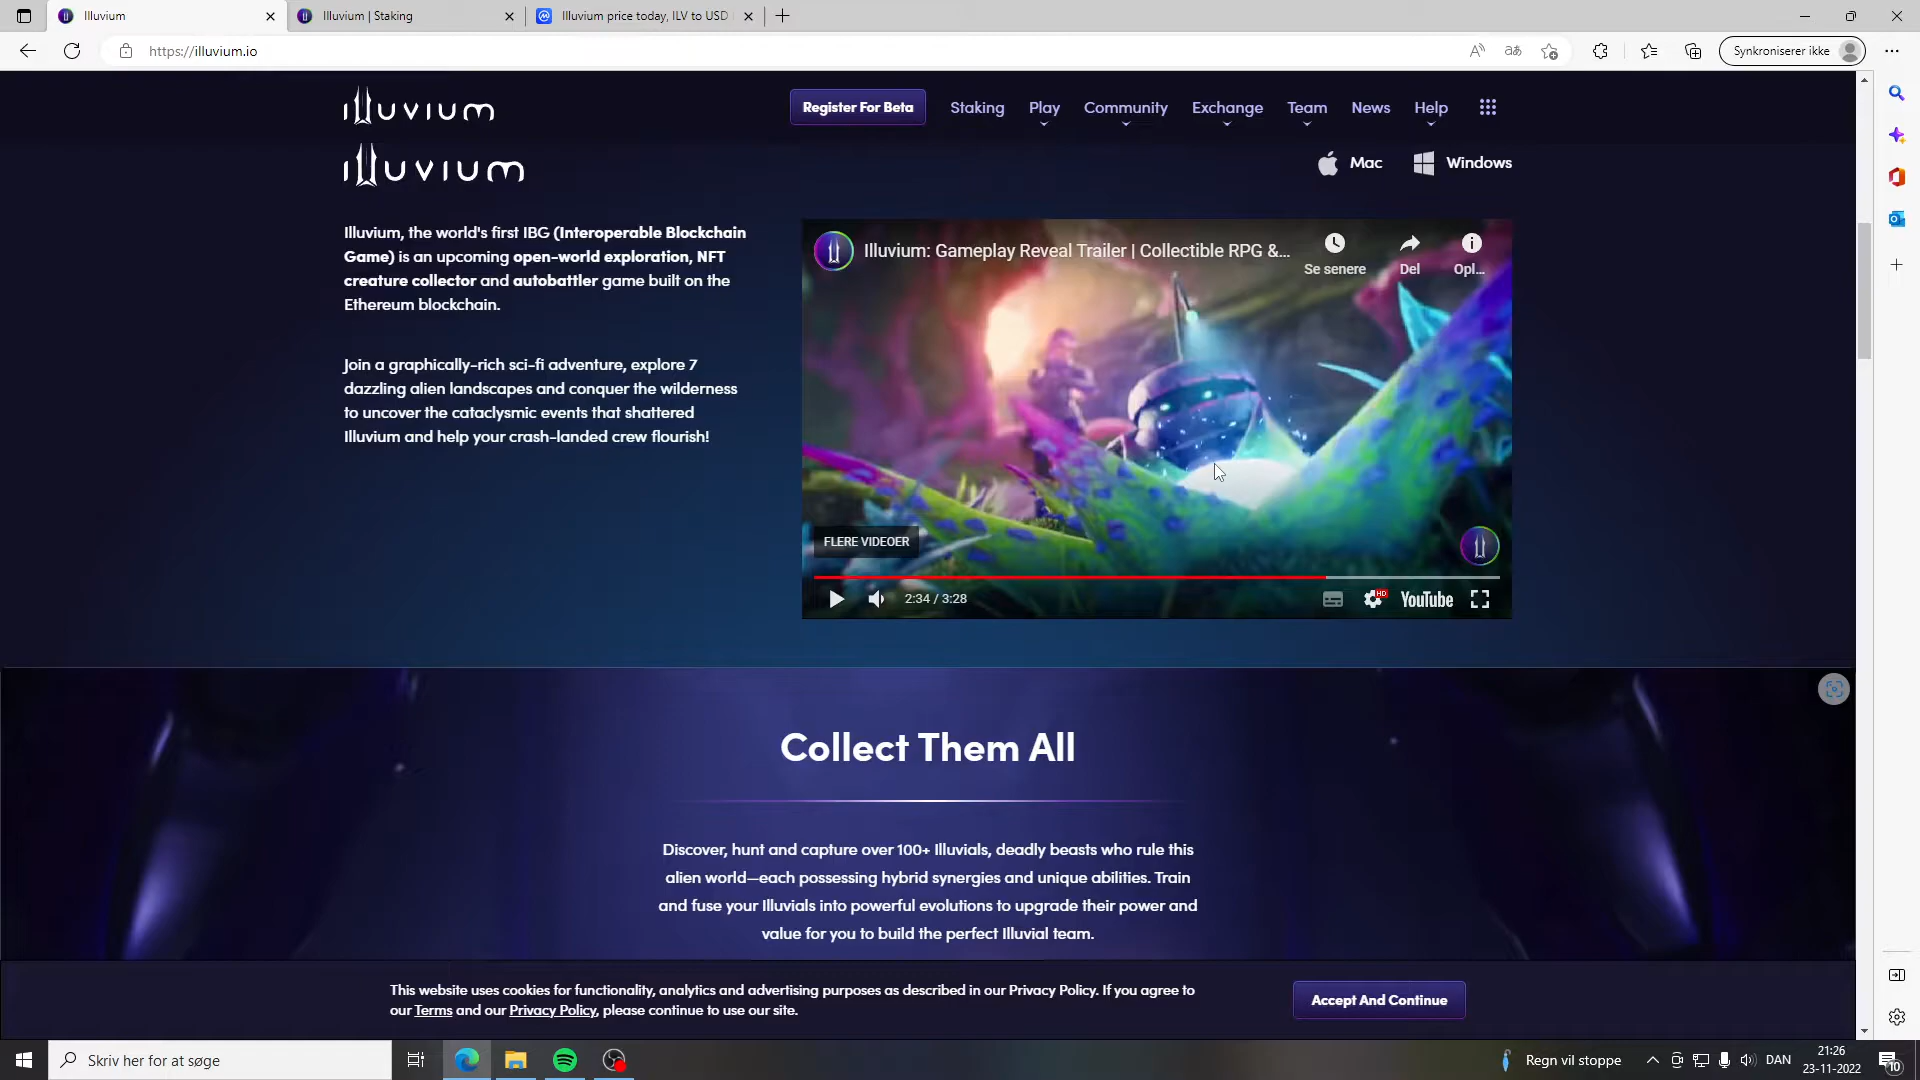 Illuvium
Illuvium | Staking
Illuvium price today, ILV to USD
https://illuvium.io
Synkroniserer ikke
illuvium
Register For Beta
Staking
Play
Community
Exchange
Team
News
Help
illuvium
Mac
Windows
Illuvium, the world's first IBG (Interoperable Blockchain
Game) is an upcoming open-world exploration, NFT
creature collector and autobattler game built on the
Ethereum blockchain.
Join a graphically-rich sci-fi adventure, explore 7
dazzling alien landscapes and conquer the wilderness
to uncover the cataclysmic events that shattered
Illuvium and help your crash-landed crew flourish!
Illuvium: Gameplay Reveal Trailer | Collectible RPG &...
Se senere
Del
Opl...
FLERE VIDEOER
2:34 / 3:28
HD
YouTube
Collect Them All
Discover, hunt and capture over 100+ Illuvials, deadly beasts who rule this
alien world—each possessing hybrid synergies and unique abilities. Train
and fuse your Illuvials into powerful evolutions to upgrade their power and
value for you to build the perfect Illuvial team.
This website uses cookies for functionality, analytics and advertising purposes as described in our Privacy Policy. If you agree to
our Terms and our Privacy Policy, please continue to use our site.
Accept And Continue
Skriv her for at søge
Regn vil stoppe
DAN
21:26
23-11-2022
10